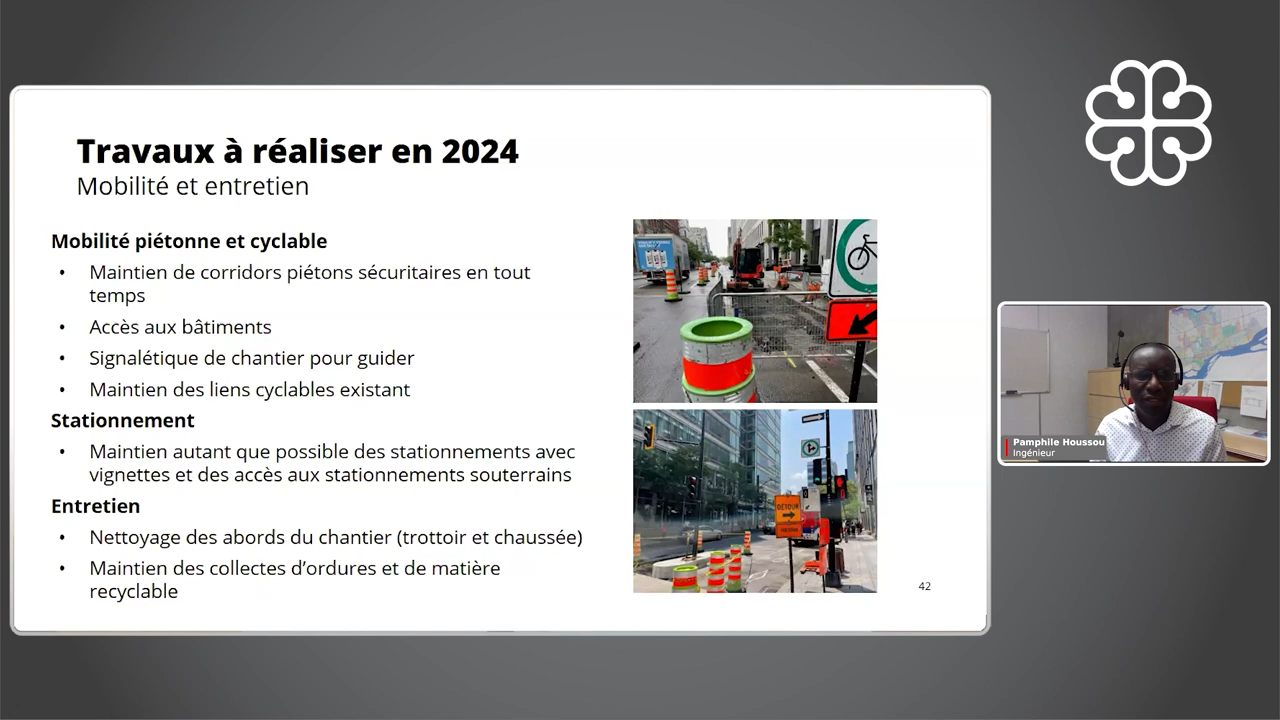 Travaux à réaliser en 2024
Mobilité et entretien
Mobilité piétonne et cyclable
• Maintien de corridors piétons sécuritaires en tout
temps
• Accès aux bâtiments
• Signalétique de chantier pour guider
• Maintien des liens cyclables existant
Stationnement
• Maintien autant que possible des stationnements avec
vignettes et des accès aux stationnements souterrains
Entretien
• Nettoyage des abords du chantier (trottoir et chaussée)
• Maintien des collectes d’ordures et de matière
recyclable
DÉTOUR
42
Pamphile Houssou
Ingénieur